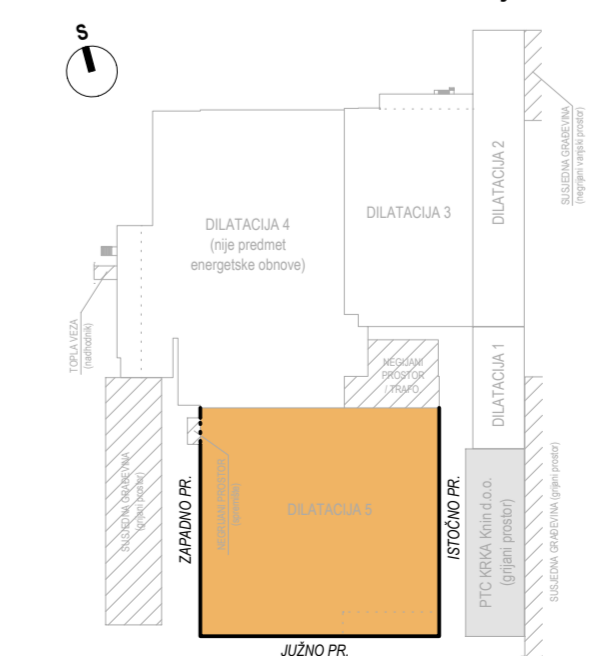 S
DILATACIJA 2
SUSJEDNA GRAĐEVINA
(negrijani vanjski prostor)
DILATACIJA 3
DILATACIJA 4
(nije predmet
energetske obnove)
TOPLA VEZA
(nadhodnik)
NEGIJANI
PROSTOR
/ TRAFO
DILATACIJA 1
SUSJEDNA GRAĐEVINA
(grijani prostor)
ZAPADNO PR.
NEGRIJANI PROSTOR
DILATACIJA 5
ISTOČNO PR.
PTC KRKA Knin d.o.o.
(grijani prostor)
SUSJEDNA GRAĐEVINA (grijani prostor)
JUŽNO PR.